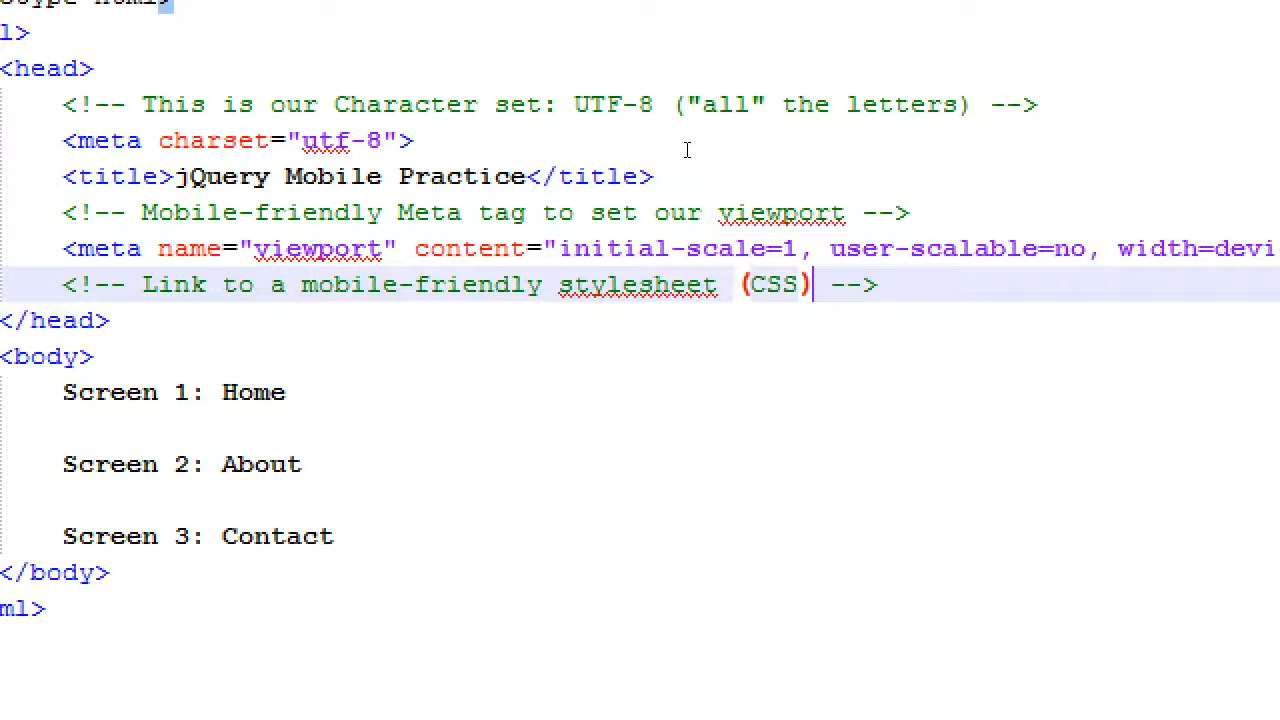 l>
<head>
<!-- This is our Character set: UTF-8 ("all" the letters) -->
<meta charset="utf-8">
<title>jQuery Mobile Practice</title>
<!-- Mobile-friendly Meta tag to set our viewport -->
<meta name="viewport" content="initial-scale=1, user-scalable=no, width=devi
<!-- Link to a mobile-friendly stylesheet (CSS) -->
</head>
<body>
Screen 1: Home
Screen 2: About
Screen 3: Contact
</body>
ml>